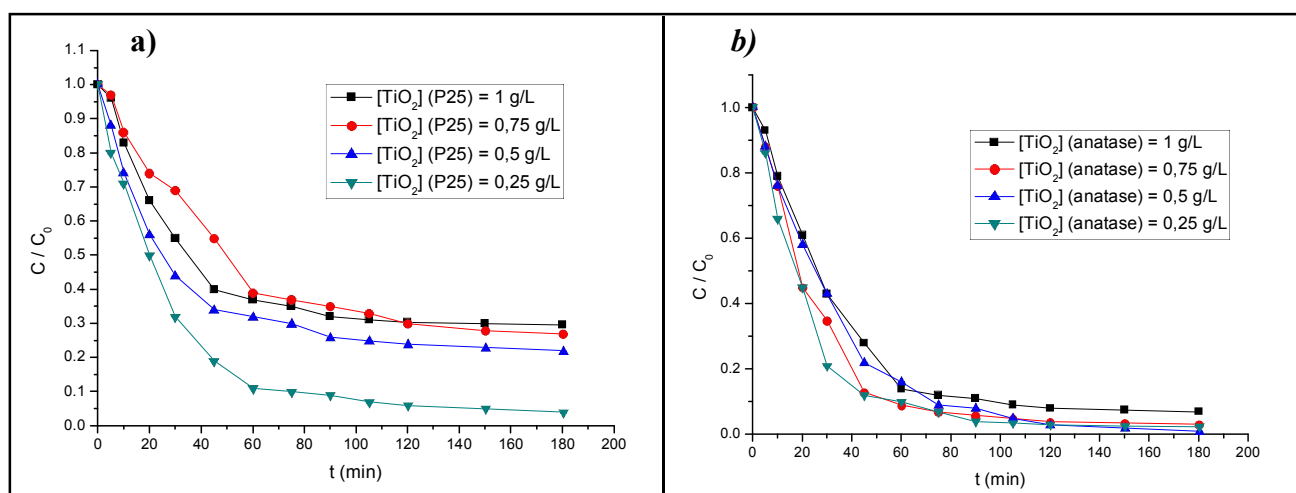 a)
1.1
1.0
0.9
0.8
0.7
0.6
0.5
0.4
0.3
0.2
0.1
0.0
C / C₀
0 20 40 60 80 100 120 140 160 180 200
t (min)
[TiO₂] (P25) = 1 g/L
[TiO₂] (P25) = 0,75 g/L
[TiO₂] (P25) = 0,5 g/L
[TiO₂] (P25) = 0,25 g/L
b)
1.0
0.8
0.6
0.4
0.2
0.0
C / C₀
0 20 40 60 80 100 120 140 160 180 200
t (min)
[TiO₂] (anatase) = 1 g/L
[TiO₂] (anatase) = 0,75 g/L
[TiO₂] (anatase) = 0,5 g/L
[TiO₂] (anatase) = 0,25 g/L